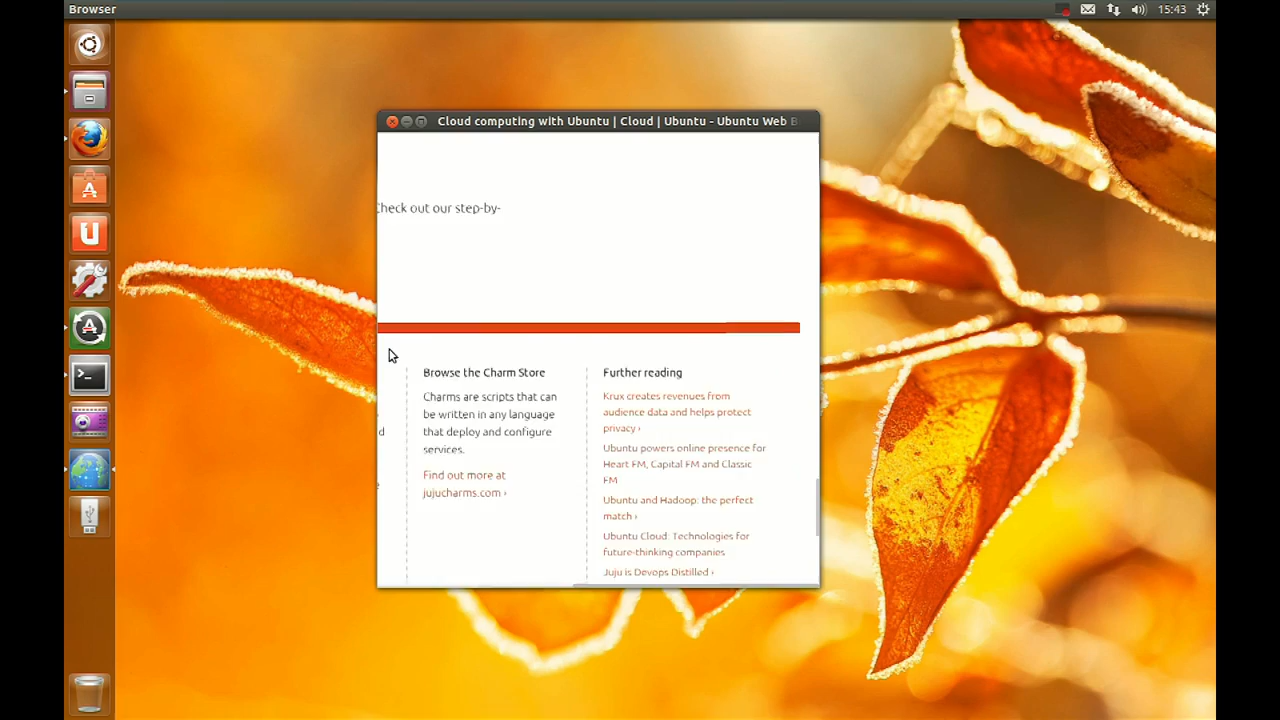 Browser
15:43
Cloud computing with Ubuntu | Cloud | Ubuntu - Ubuntu Web B
Check out our step-by-
Browse the Charm Store
Charms are scripts that can
be written in any language
that deploy and configure
services.
Find out more at
jujucharms.com ›
Further reading
Krux creates revenues from
audience data and helps protect
privacy ›
Ubuntu powers online presence for
Heart FM, Capital FM and Classic
FM
Ubuntu and Hadoop: the perfect
match ›
Ubuntu Cloud: Technologies for
future-thinking companies
Juju is Devops Distilled ›